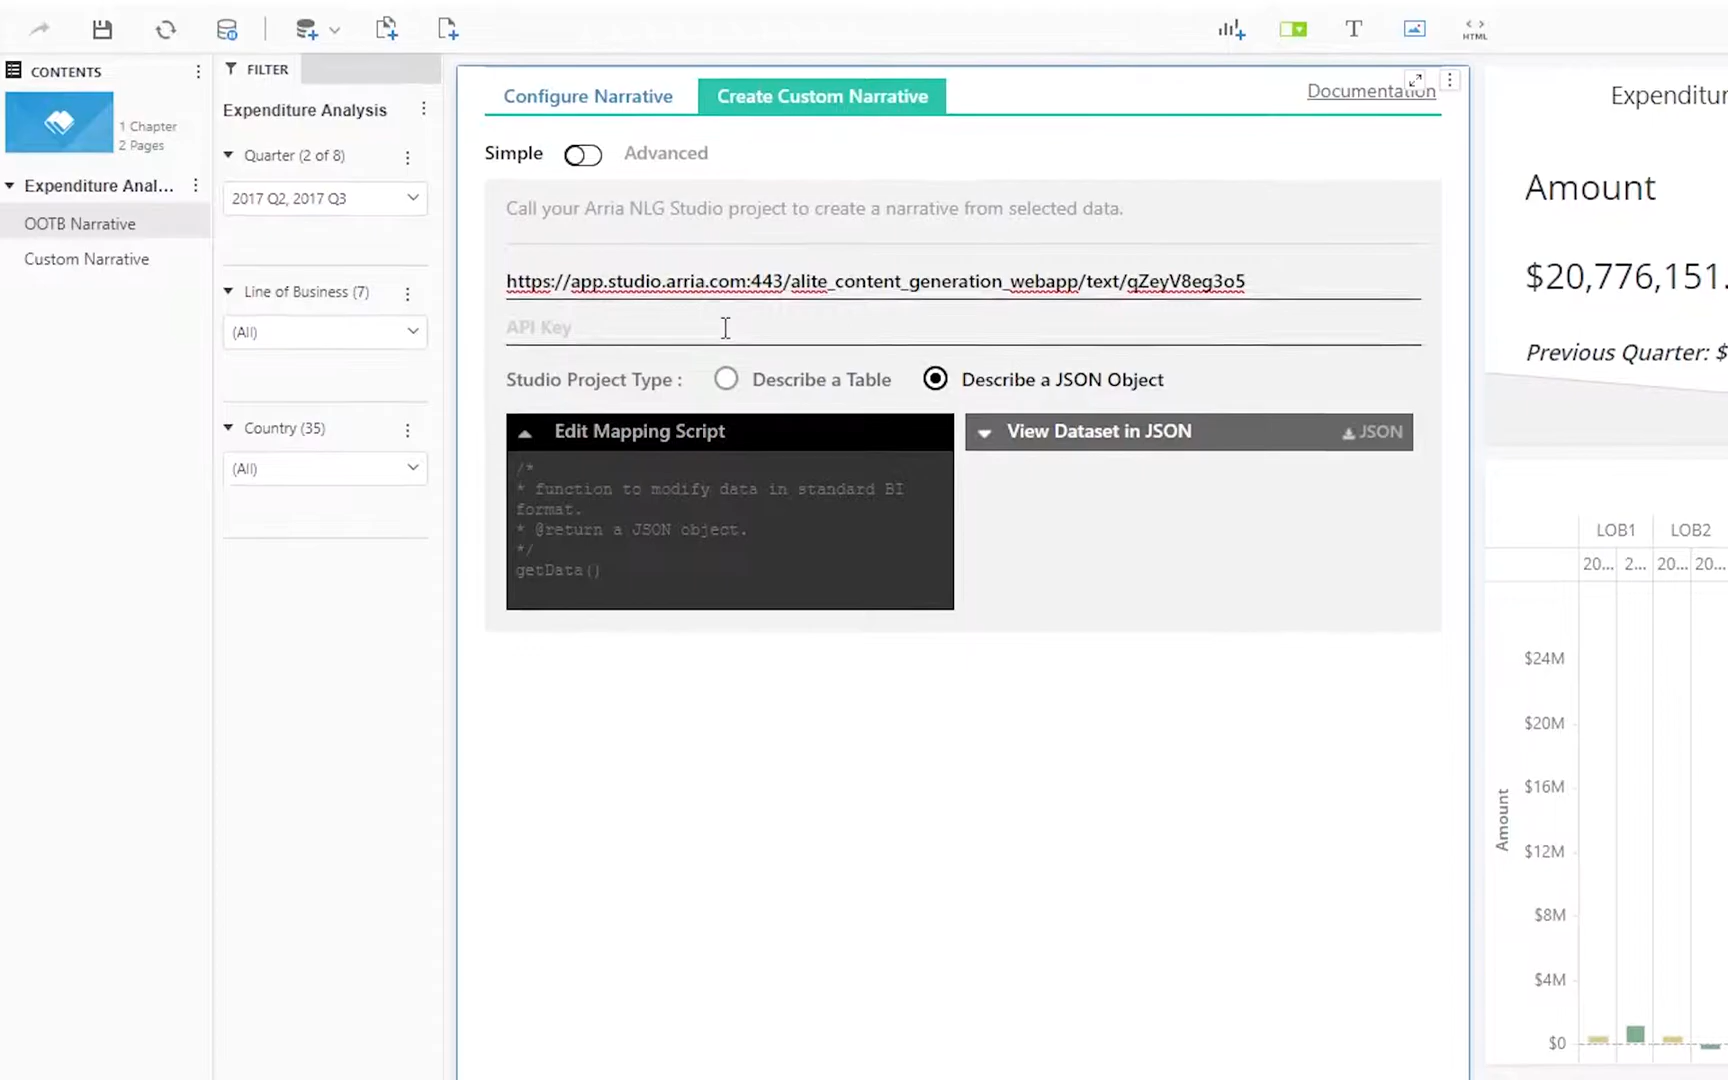 HTML
CONTENTS
1 Chapter
2 Pages
Expenditure Anal...
OOTB Narrative
Custom Narrative
FILTER
Expenditure Analysis
Quarter (2 of 8)
2017 Q2, 2017 Q3
Line of Business (7)
(All)
Country (35)
(All)
Configure Narrative
Create Custom Narrative
Documentation
Simple
Advanced
Call your Arria NLG Studio project to create a narrative from selected data.
https://app.studio.arria.com:443/alite_content_generation_webapp/text/qZeyV8eg3o5
API Key
Studio Project Type :
Describe a Table
Describe a JSON Object
Edit Mapping Script
/*
* function to modify data in standard BI
format.
* @return a JSON object.
*/
getData()
View Dataset in JSON
JSON
Expenditur
Amount
$20,776,151.
Previous Quarter: $
LOB1
LOB2
20...
2...
20...
20...
Amount
$24M
$20M
$16M
$12M
$8M
$4M
$0